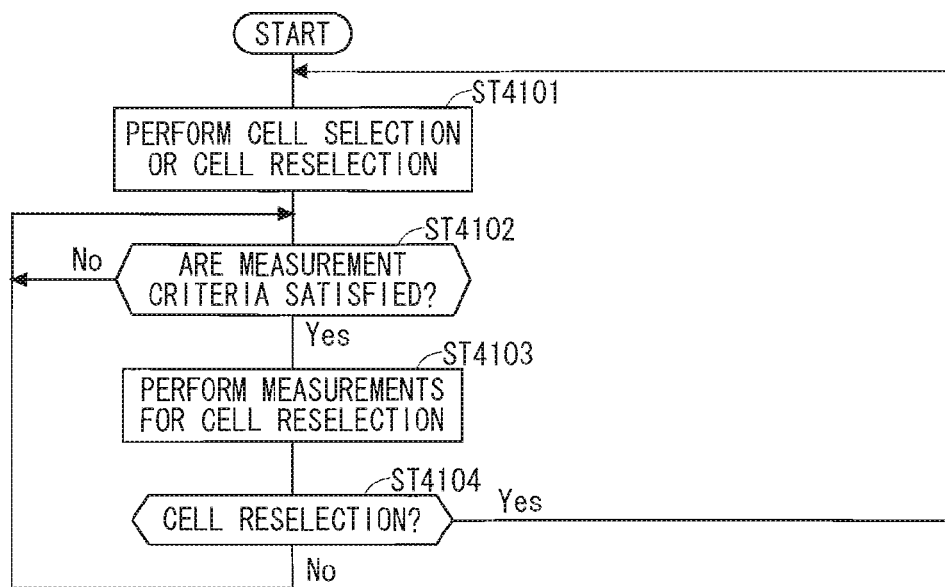 START
ST4101
PERFORM CELL SELECTION
OR CELL RESELECTION
ST4102
No
ARE MEASUREMENT
CRITERIA SATISFIED?
Yes
ST4103
PERFORM MEASUREMENTS
FOR CELL RESELECTION
ST4104
CELL RESELECTION?
Yes
No